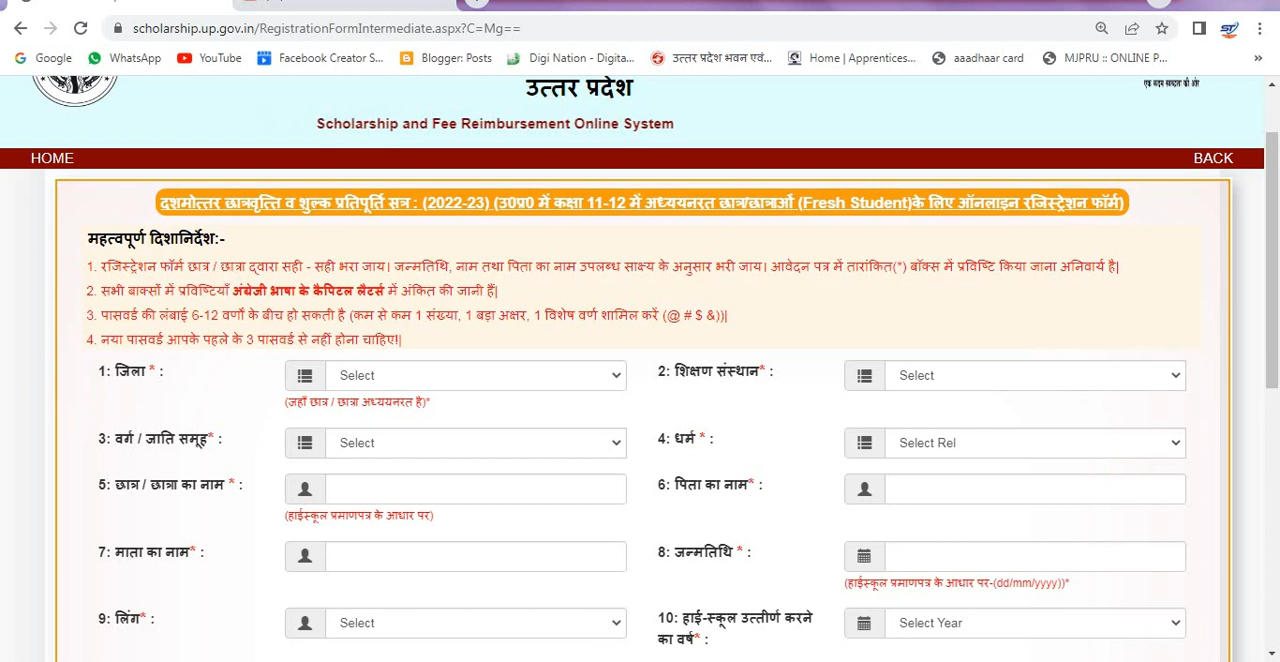 scholarship.up.gov.in/RegistrationFormIntermediate.aspx?C=Mg==
Google WhatsApp YouTube Facebook Creator S... Blogger: Posts Digi Nation - Digita... उत्तर प्रदेश भवन एवं... Home | Apprentices... aaadhaar card MJPRU :: ONLINE P... »
उत्तर प्रदेश
एक कदम स्वच्छता की ओर
Scholarship and Fee Reimbursement Online System
HOME BACK
दशमोत्तर छात्रवृत्ति व शुल्क प्रतिपूर्ति सत्र : (2022-23) (उ0प्र0 में कक्षा 11-12 में अध्ययनरत छात्र/छात्राओं (Fresh Student)के लिए ऑनलाइन रजिस्ट्रेशन फॉर्म)
महत्वपूर्ण दिशानिर्देश:-
1. रजिस्ट्रेशन फॉर्म छात्र / छात्रा द्वारा सही - सही भरा जाय। जन्मतिथि, नाम तथा पिता का नाम उपलब्ध साक्ष्य के अनुसार भरी जाय। आवेदन पत्र में तारांकित(*) बॉक्स में प्रविष्टि किया जाना अनिवार्य है|
2. सभी बाक्सों में प्रविष्टियाँ अंग्रेजी भाषा के कैपिटल लैटर्स में अंकित की जानी हैं|
3. पासवर्ड की लंबाई 6-12 वर्णों के बीच हो सकती है (कम से कम 1 संख्या, 1 बड़ा अक्षर, 1 विशेष वर्ण शामिल करें (@ # $ &))|
4. नया पासवर्ड आपके पहले के 3 पासवर्ड से नहीं होना चाहिए!|
1: जिला * : Select 2: शिक्षण संस्थान* : Select
(जहाँ छात्र / छात्रा अध्ययनरत है)*
3: वर्ग / जाति समूह* : Select 4: धर्म * : Select Rel
5: छात्र / छात्रा का नाम * : 6: पिता का नाम* :
(हाईस्कूल प्रमाणपत्र के आधार पर)
7: माता का नाम* : 8: जन्मतिथि * :
(हाईस्कूल प्रमाणपत्र के आधार पर-(dd/mm/yyyy))*
9: लिंग* : Select 10: हाई-स्कूल उत्तीर्ण करने Select Year
का वर्ष* :